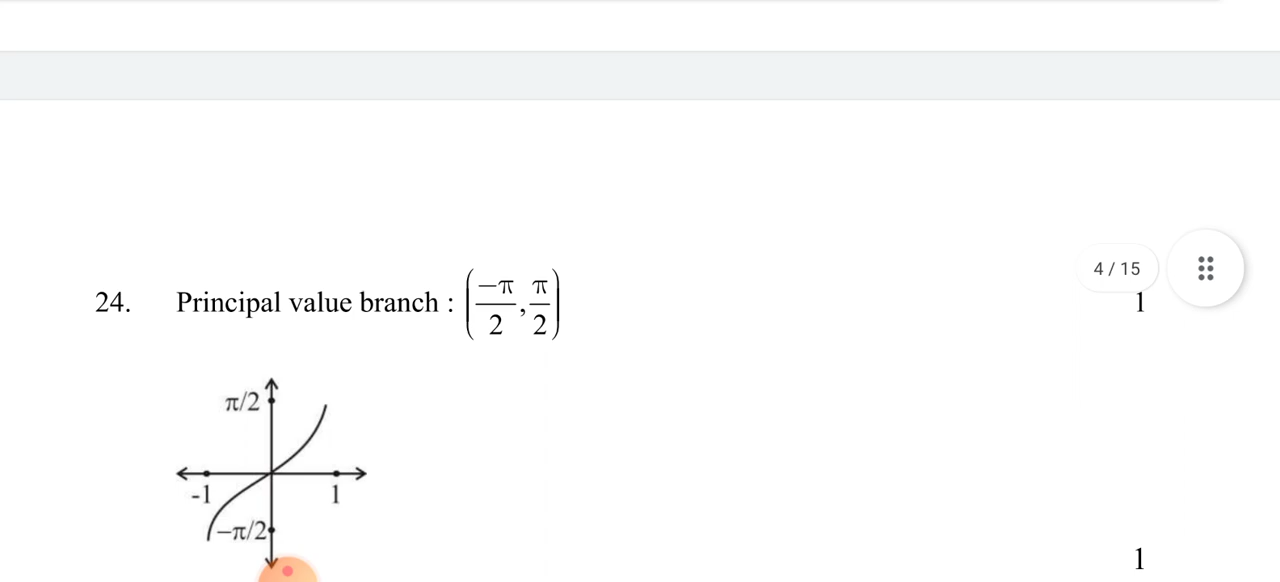 4 / 15
24. Principal value branch : (−π/2, π/2) 1
π/2
-1 1
−π/2
1